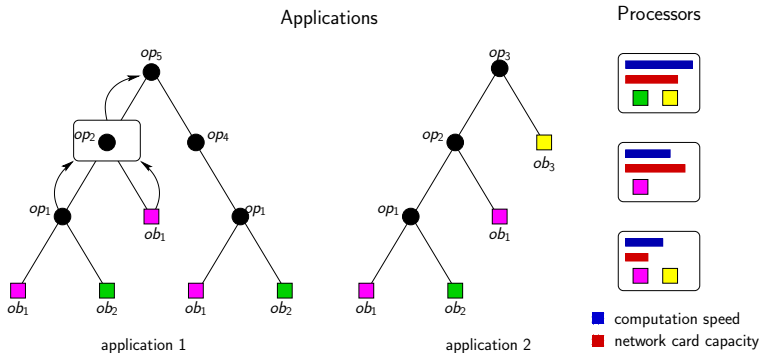 Applications
Processors
op5
op3
op2
op4
op2
ob3
op1
op1
op1
ob1
ob1
ob1
ob2
ob1
ob2
ob1
ob2
computation speed
network card capacity
application 1
application 2